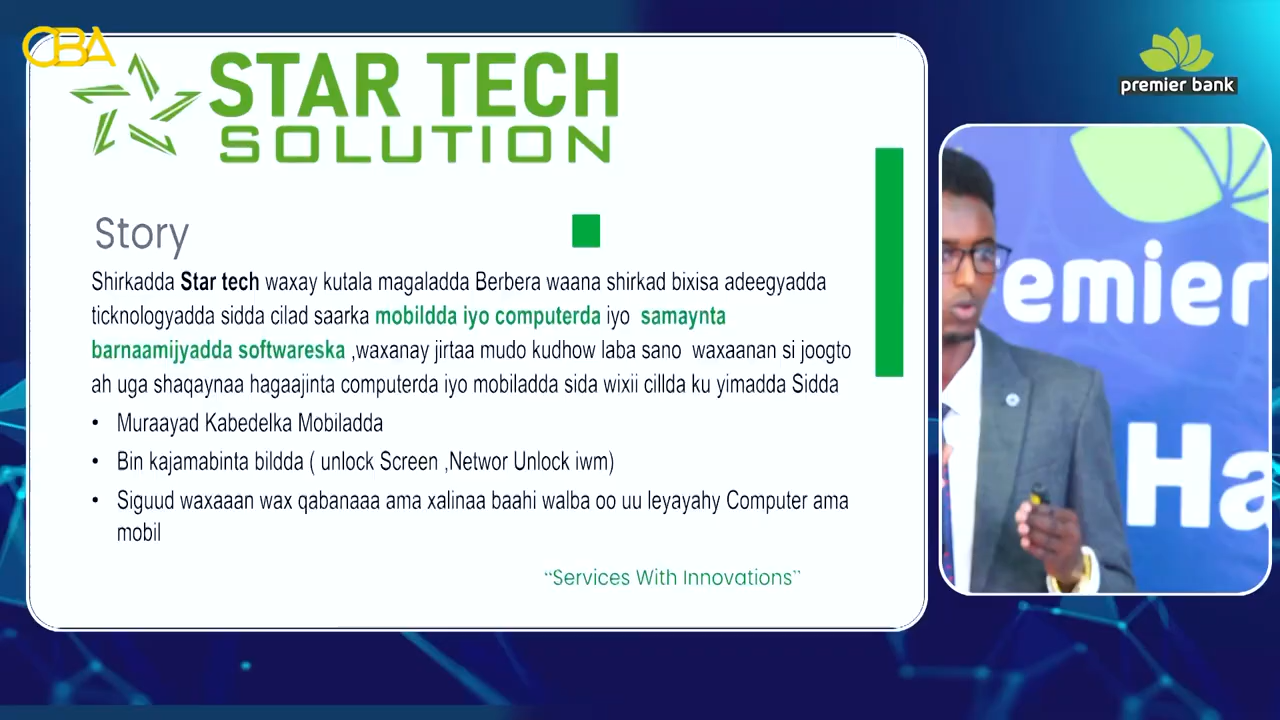 CBA
STAR TECH
SOLUTION
premier bank
Story
Shirkadda Star tech waxay kutala magaladda Berbera waana shirkad bixisa adeegyadda
ticknologyadda sidda cilad saarka mobildda iyo computerda iyo samaynta
barnaamijyadda softwareska ,waxanay jirtaa mudo kudhow laba sano waxaanan si joogto
ah uga shaqaynaa hagaajinta computerda iyo mobiladda sida wixii cillda ku yimadda Sidda
• Muraayad Kabedelka Mobiladda
• Bin kajamabinta bildda ( unlock Screen ,Networ Unlock iwm)
• Siguud waxaaan wax qabanaaa ama xalinaa baahi walba oo uu leyayahy Computer ama
mobil
“Services With Innovations”
emier
Ha